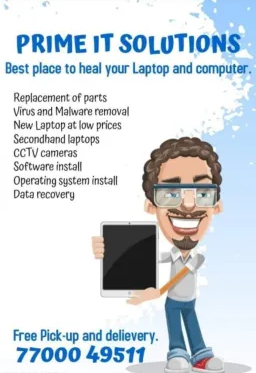 PRIME IT SOLUTIONS
Best place to heal your Laptop and computer.
Replacement of parts
Virus and Malware removal
New Laptop at low prices
Secondhand laptops
CCTV cameras
Software install
Operating system install
Data recovery
Free Pick-up and delievery.
77000 49511